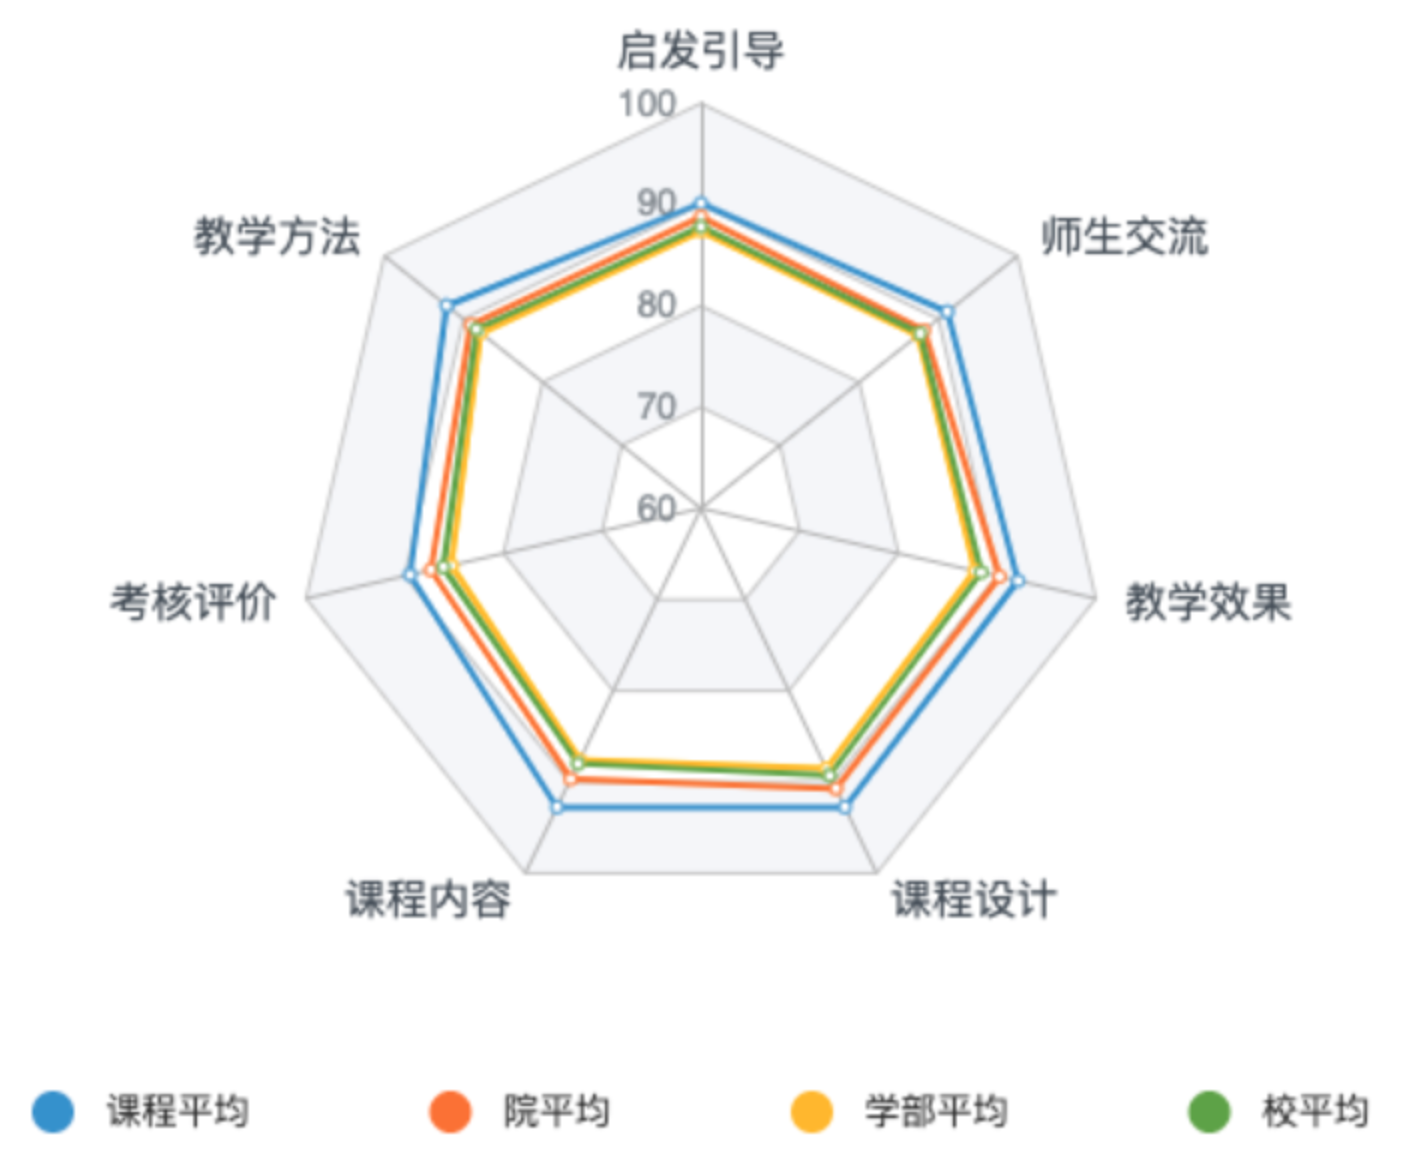 启发引导
100
90
教学方法
师生交流
80
70
60
考核评价
教学效果
课程内容
课程设计
课程平均
院平均
学部平均
校平均